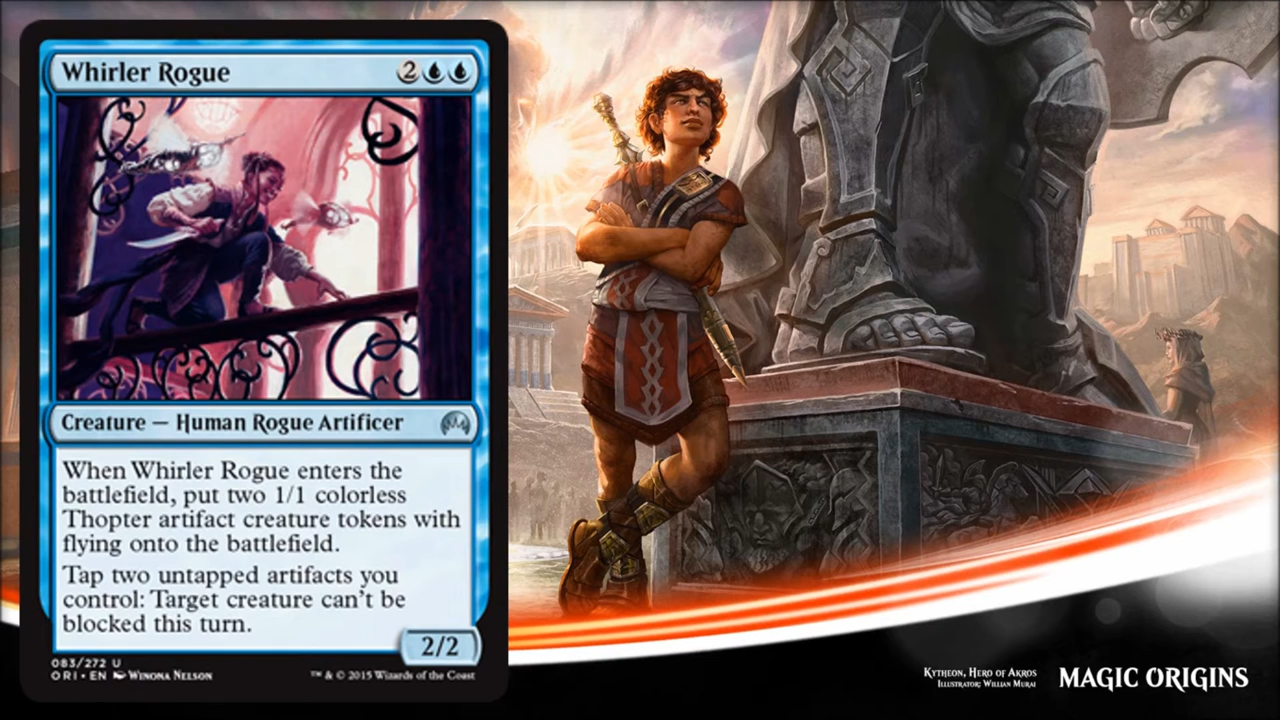 Whirler Rogue 2
Creature — Human Rogue Artificer
When Whirler Rogue enters the
battlefield, put two 1/1 colorless
Thopter artifact creature tokens with
flying onto the battlefield.
Tap two untapped artifacts you
control: Target creature can't be
blocked this turn.
2/2
083/272 U
ORI • EN Winona Nelson
™ & © 2015 Wizards of the Coast
Kytheon, Hero of Akros
Illustrator: Willian Murai
MAGIC ORIGINS